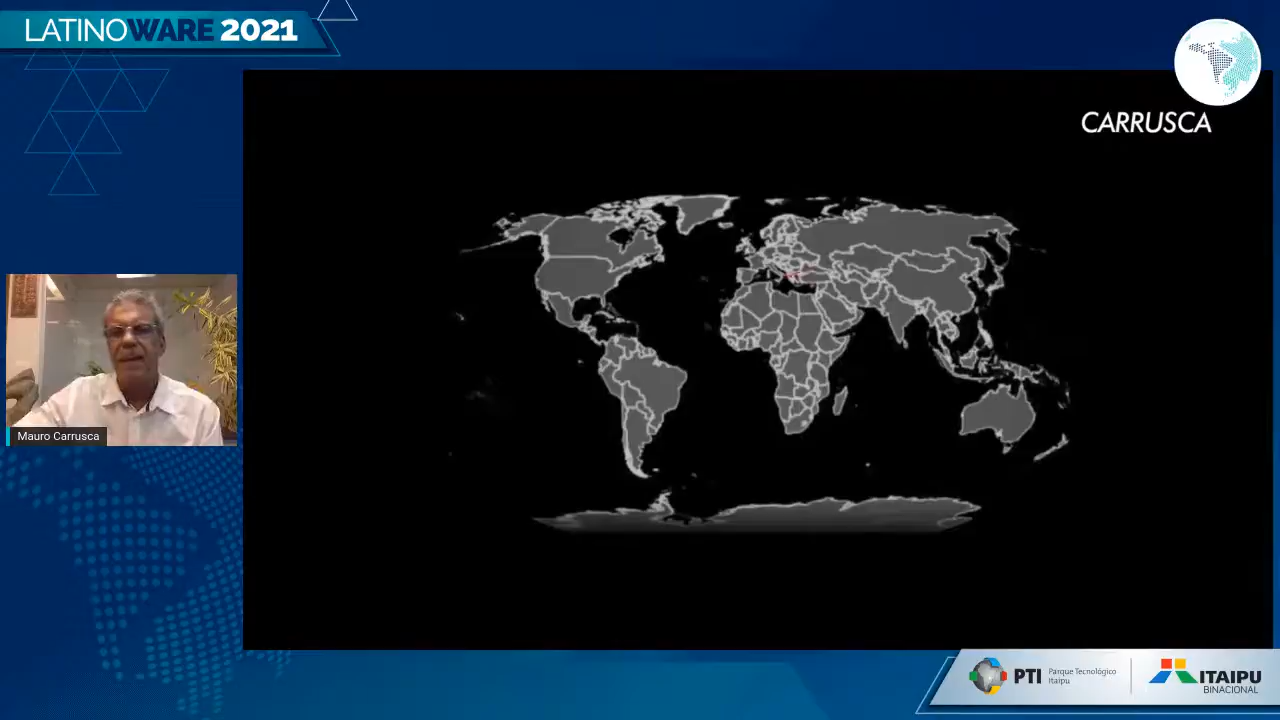 LATINOWARE 2021
CARRUSCA
Mauro Carrusca
PTI
Parque Tecnológico
Itaipu
ITAIPU
BINACIONAL